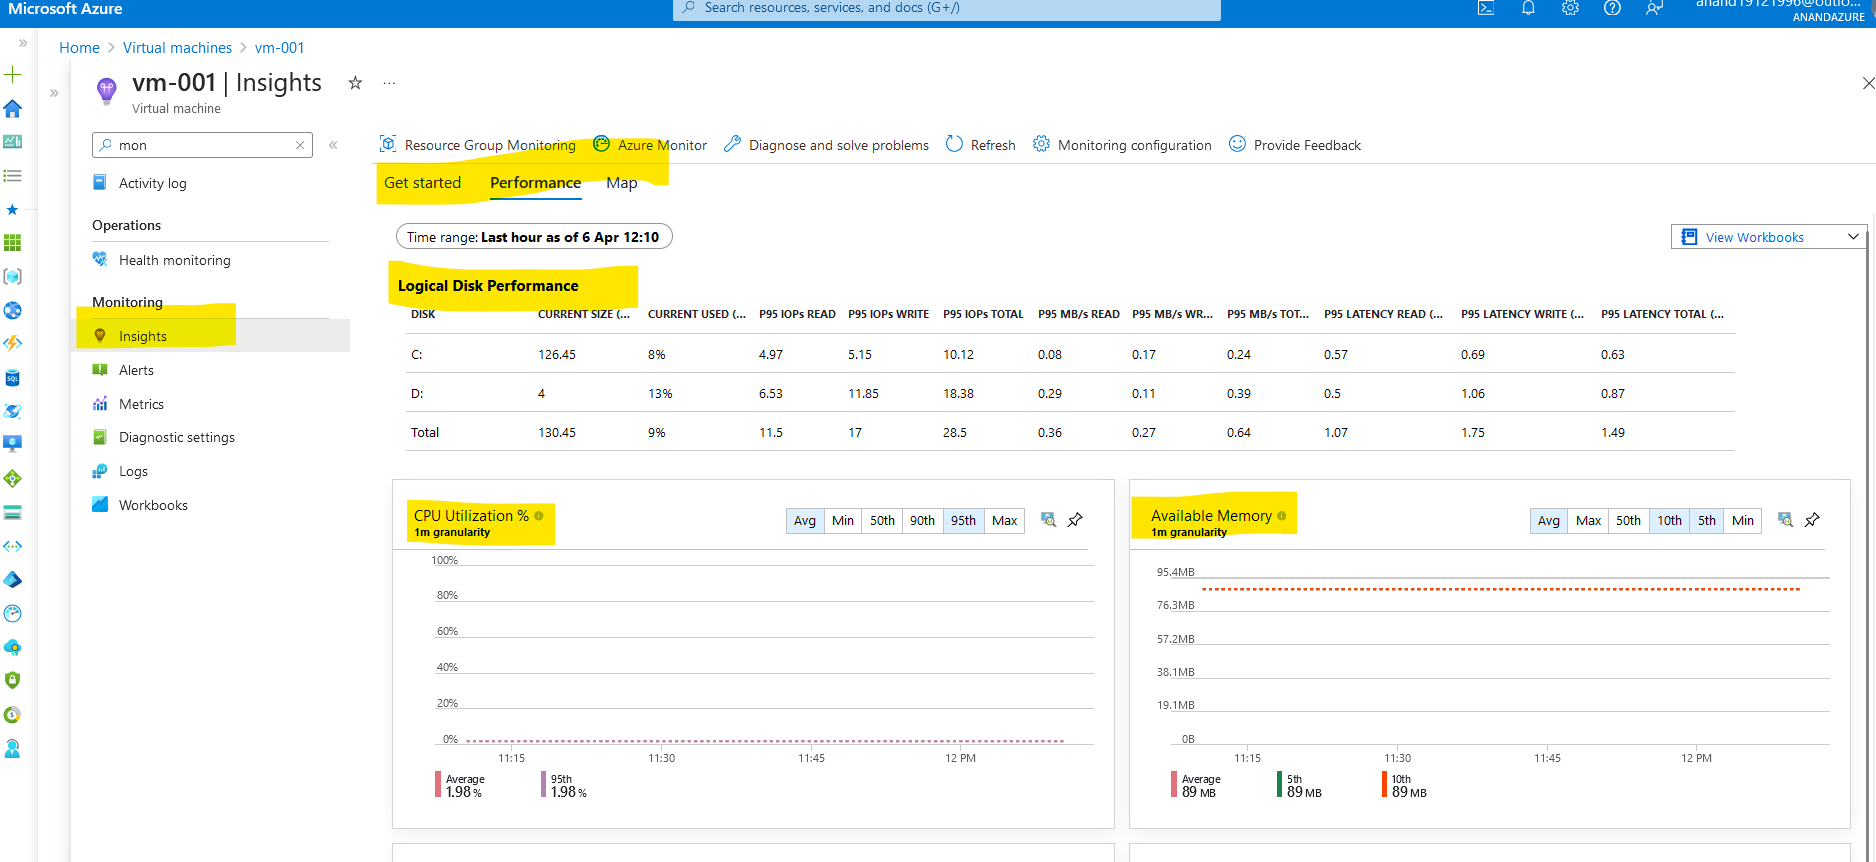 Microsoft Azure
Search resources, services, and docs (G+/)
ANANDAZURE
Home > Virtual machines > vm-001
vm-001 | Insights
Virtual machine
mon
Resource Group Monitoring Azure Monitor Diagnose and solve problems Refresh Monitoring configuration Provide Feedback
Activity log
Operations
Health monitoring
Monitoring
Insights
Alerts
Metrics
Diagnostic settings
Logs
Workbooks
Get started Performance Map
Time range: Last hour as of 6 Apr 12:10
View Workbooks
Logical Disk Performance
DISK CURRENT SIZE (... CURRENT USED (... P95 IOPs READ P95 IOPs WRITE P95 IOPs TOTAL P95 MB/s READ P95 MB/s WR... P95 MB/s TOT... P95 LATENCY READ (... P95 LATENCY WRITE (... P95 LATENCY TOTAL (...
C: 126.45 8% 4.97 5.15 10.12 0.08 0.17 0.24 0.57 0.69 0.63
D: 4 13% 6.53 11.85 18.38 0.29 0.11 0.39 0.5 1.06 0.87
Total 130.45 9% 11.5 17 28.5 0.36 0.27 0.64 1.07 1.75 1.49
CPU Utilization %
1m granularity
Avg Min 50th 90th 95th Max
100%
80%
60%
40%
20%
0%
11:15 11:30 11:45 12 PM
Average 95th
1.98 % 1.98 %
Available Memory
1m granularity
Avg Max 50th 10th 5th Min
95.4MB
76.3MB
57.2MB
38.1MB
19.1MB
0B
11:15 11:30 11:45 12 PM
Average 5th 10th
89 MB 89 MB 89 MB